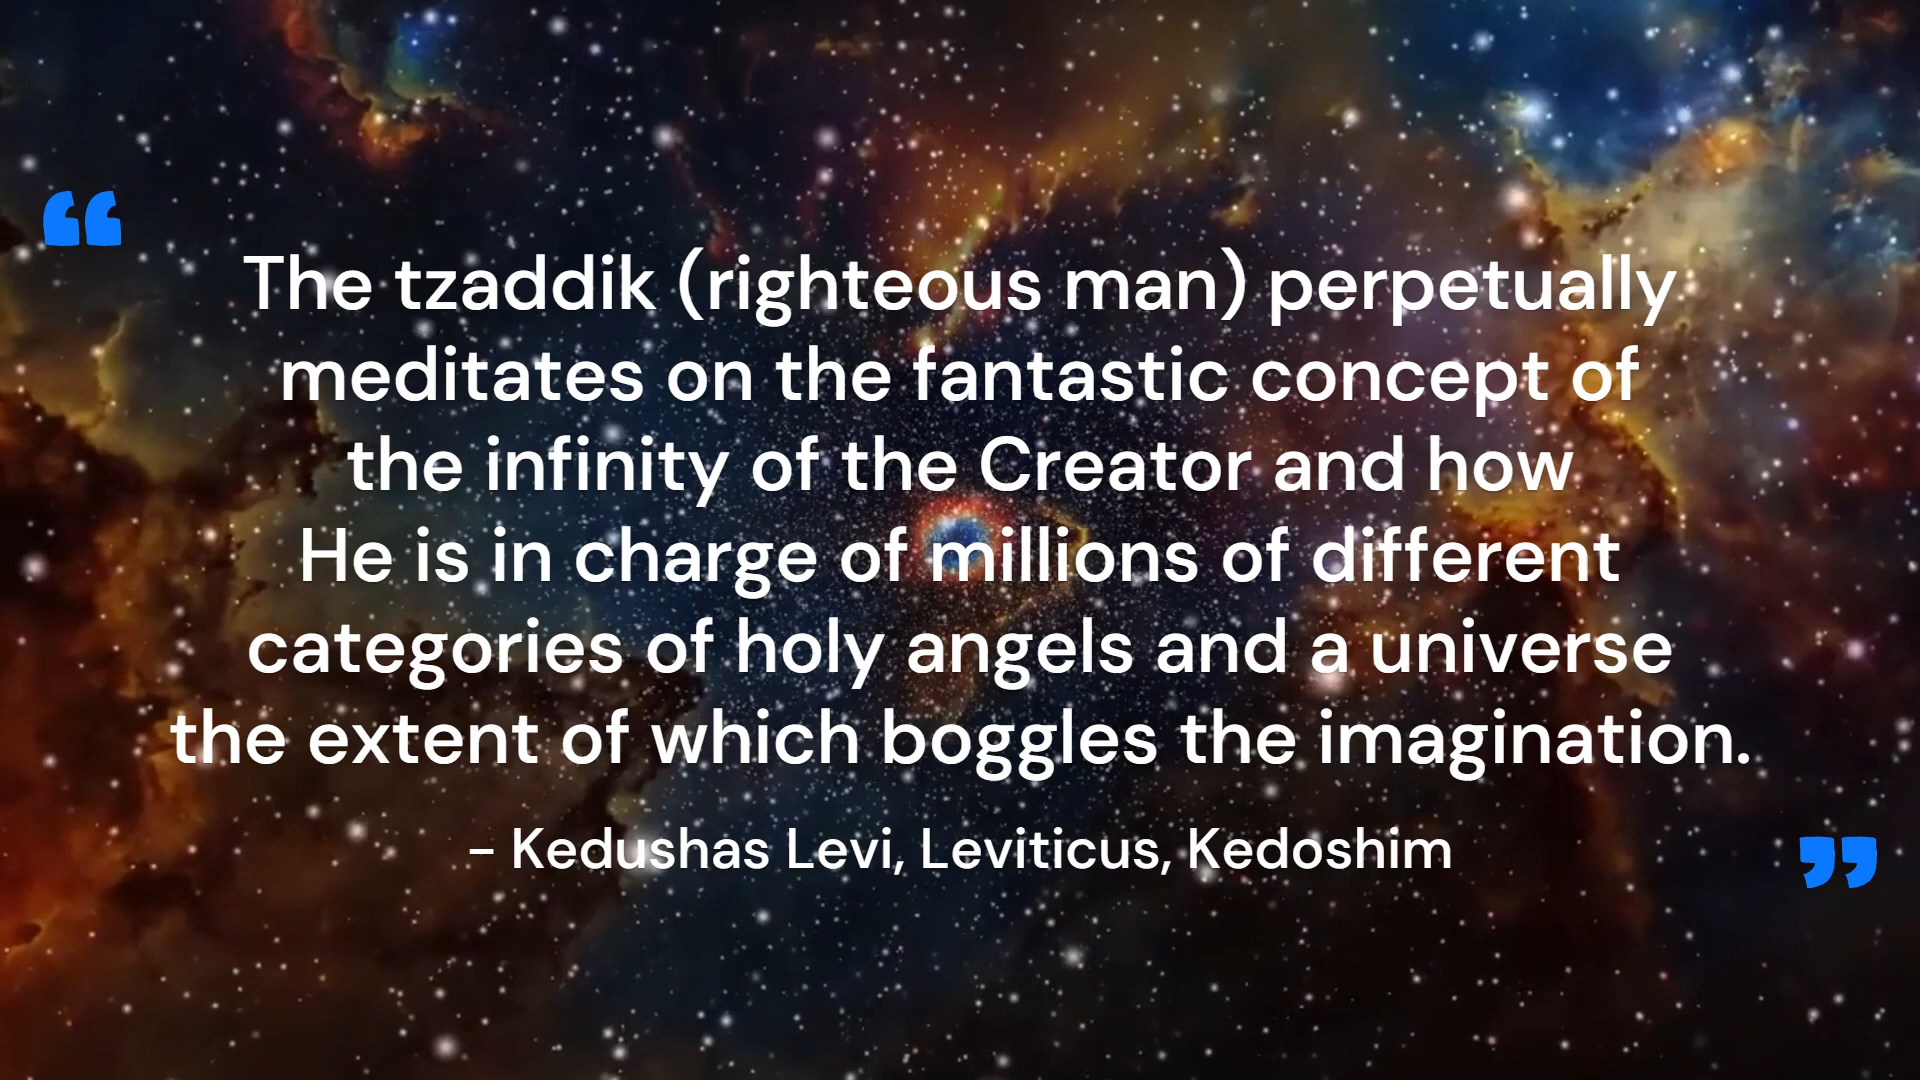 “
The tzaddik (righteous man) perpetually
meditates on the fantastic concept of
the infinity of the Creator and how
He is in charge of millions of different
categories of holy angels and a universe
the extent of which boggles the imagination.
– Kedushas Levi, Leviticus, Kedoshim
”